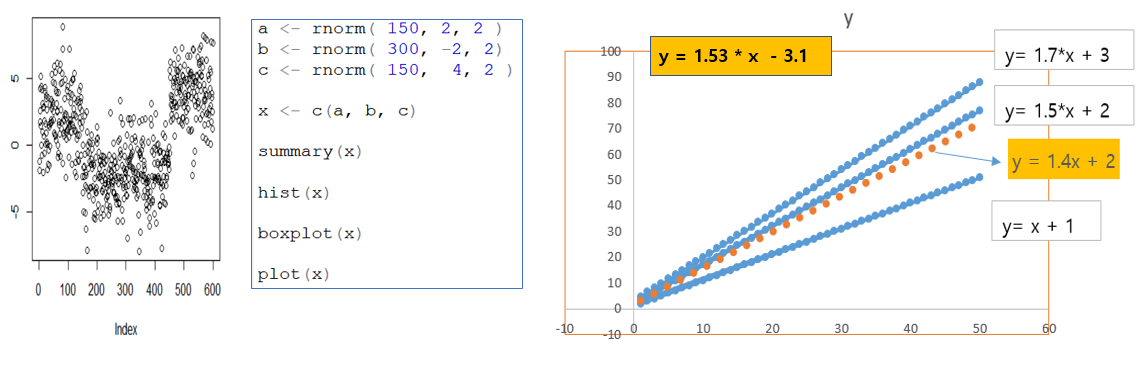 5
0
-5
0 100 200 300 400 500 600
Index
a <- rnorm( 150, 2, 2 )
b <- rnorm( 300, -2, 2)
c <- rnorm( 150, 4, 2 )
x <- c(a, b, c)
summary(x)
hist(x)
boxplot(x)
plot(x)
y
y = 1.53 * x - 3.1
100
90
80
70
60
50
40
30
20
10
0
-10
-10 0 10 20 30 40 50 60
y= 1.7*x + 3
y= 1.5*x + 2
y = 1.4x + 2
y= x + 1